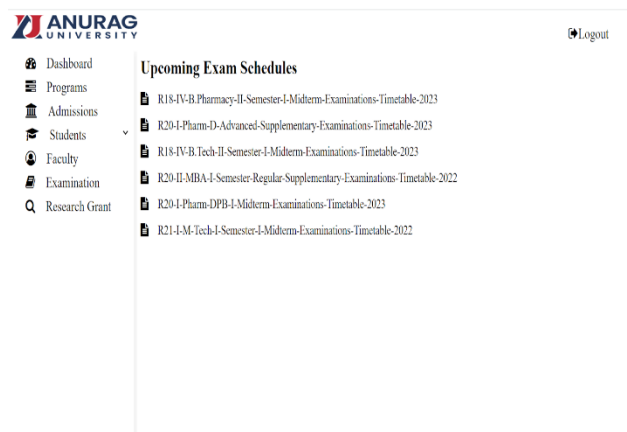 ANURAG
UNIVERSITY
Logout
Dashboard
Programs
Admissions
Students
Faculty
Examination
Research Grant
Upcoming Exam Schedules
R18-IV-B.Pharmacy-II-Semester-I-Midterm-Examinations-Timetable-2023
R20-I-Pharm-D-Advanced-Supplementary-Examinations-Timetable-2023
R18-IV-B.Tech-II-Semester-I-Midterm-Examinations-Timetable-2023
R20-II-MBA-I-Semester-Regular-Supplementary-Examinations-Timetable-2022
R20-I-Pharm-DPB-I-Midterm-Examinations-Timetable-2023
R21-I-M-Tech-I-Semester-I-Midterm-Examinations-Timetable-2022